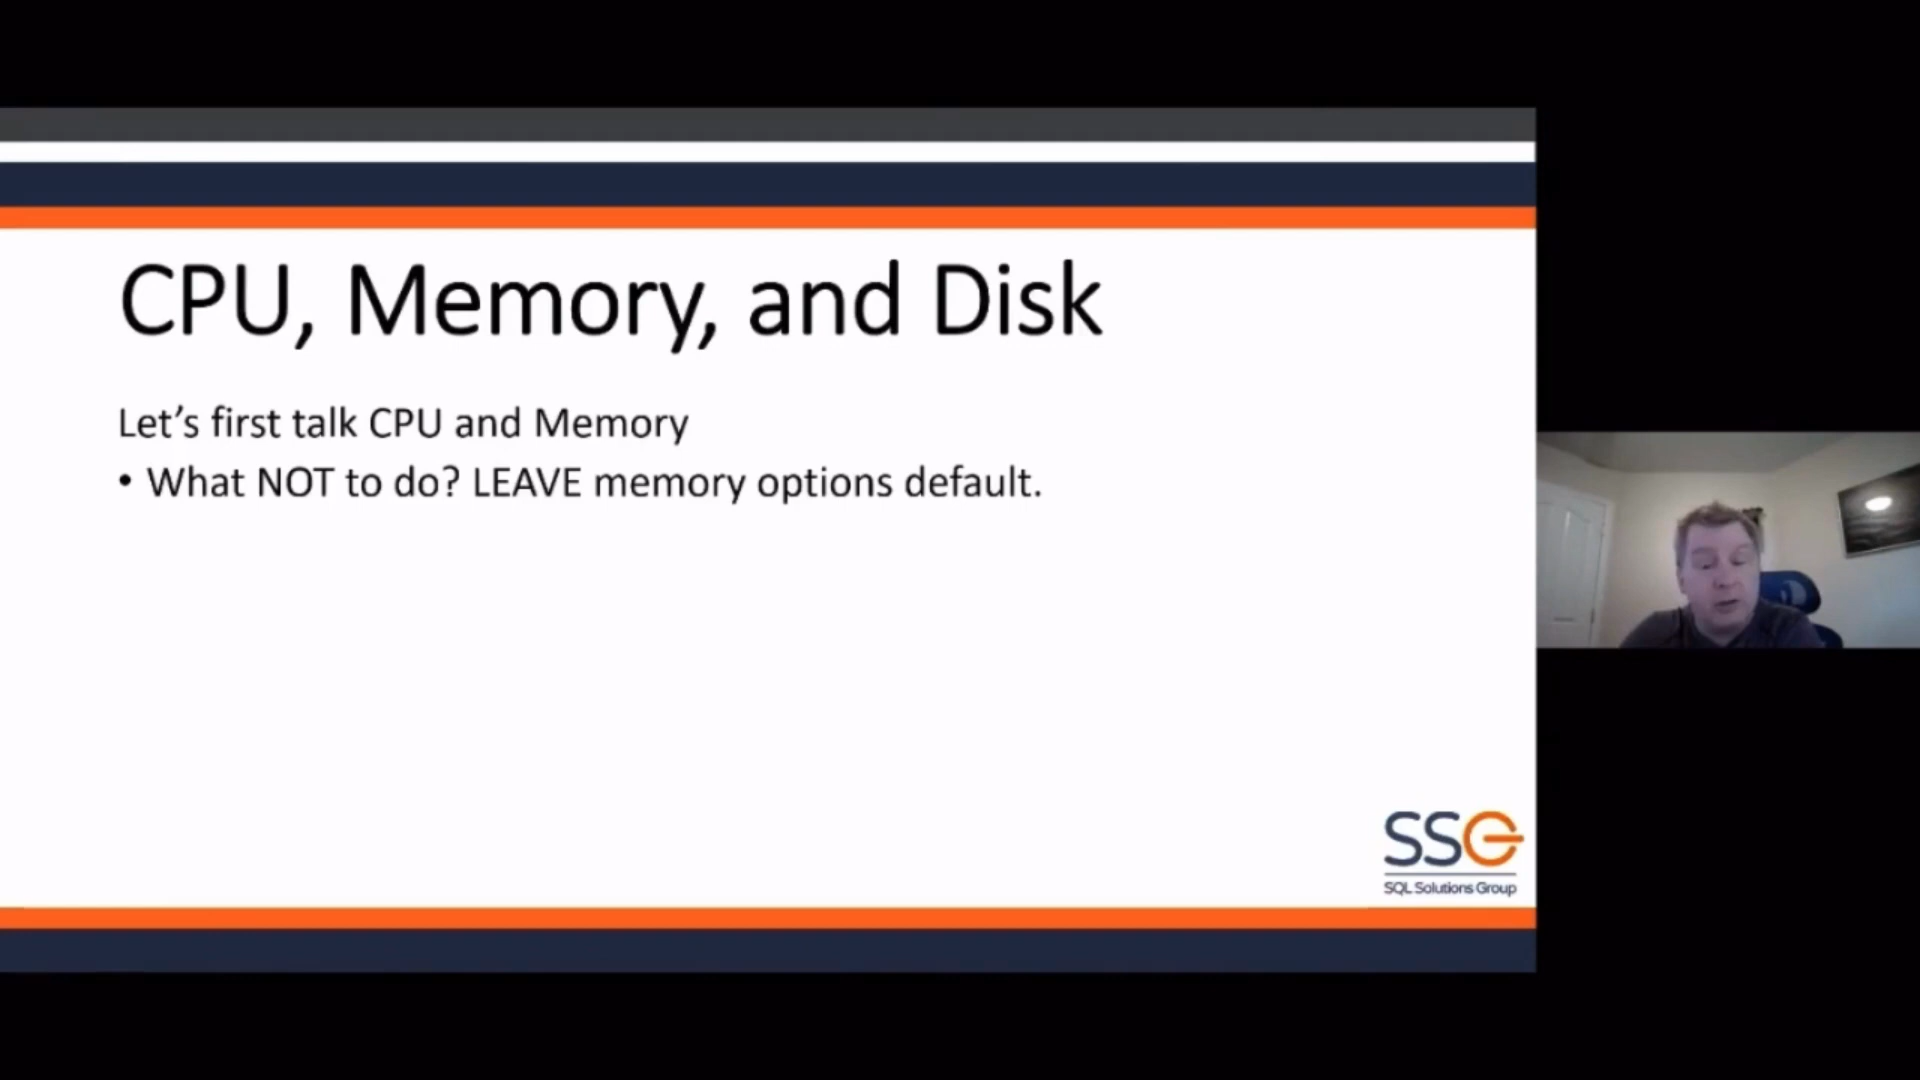 CPU, Memory, and Disk
Let’s first talk CPU and Memory
• What NOT to do? LEAVE memory options default.
SSG
SQL Solutions Group